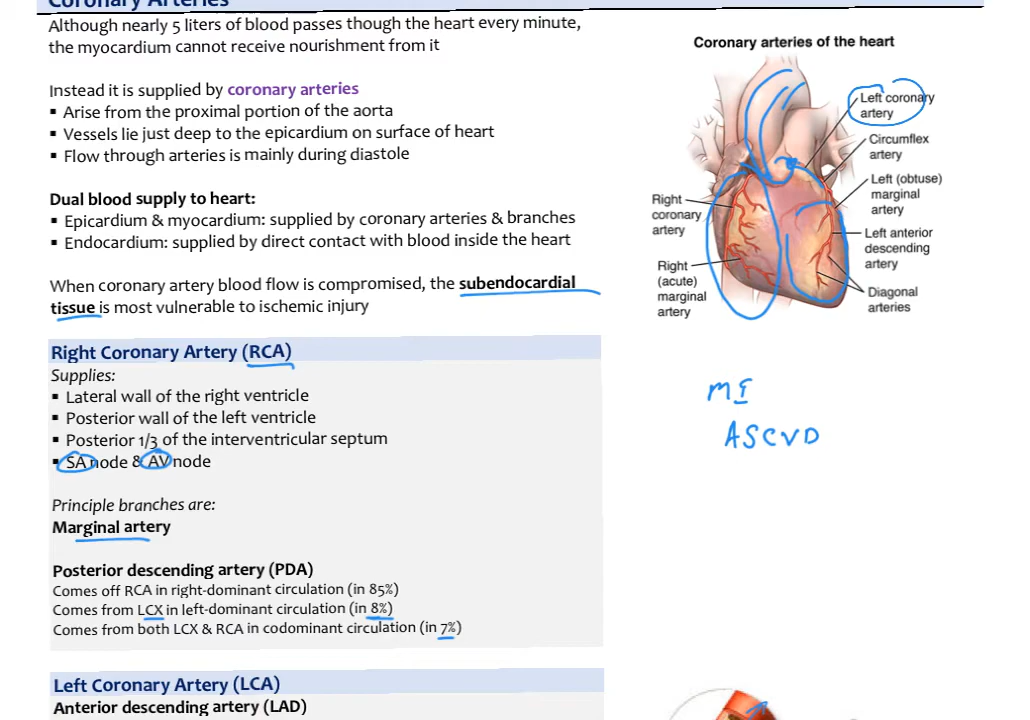 Coronary Arteries
Although nearly 5 liters of blood passes though the heart every minute,
the myocardium cannot receive nourishment from it
Instead it is supplied by coronary arteries
▪ Arise from the proximal portion of the aorta
▪ Vessels lie just deep to the epicardium on surface of heart
▪ Flow through arteries is mainly during diastole
Dual blood supply to heart:
▪ Epicardium & myocardium: supplied by coronary arteries & branches
▪ Endocardium: supplied by direct contact with blood inside the heart
When coronary artery blood flow is compromised, the subendocardial
tissue is most vulnerable to ischemic injury
Right Coronary Artery (RCA)
Supplies:
▪ Lateral wall of the right ventricle
▪ Posterior wall of the left ventricle
▪ Posterior 1/3 of the interventricular septum
▪ SA node & AV node
Principle branches are:
Marginal artery
Posterior descending artery (PDA)
Comes off RCA in right-dominant circulation (in 85%)
Comes from LCX in left-dominant circulation (in 8%)
Comes from both LCX & RCA in codominant circulation (in 7%)
Left Coronary Artery (LCA)
Anterior descending artery (LAD)
Coronary arteries of the heart
Left coronary
artery
Circumflex
artery
Left (obtuse)
marginal
artery
Left anterior
descending
artery
Diagonal
arteries
Right
coronary
artery
Right
(acute)
marginal
artery
MI
ASCVD